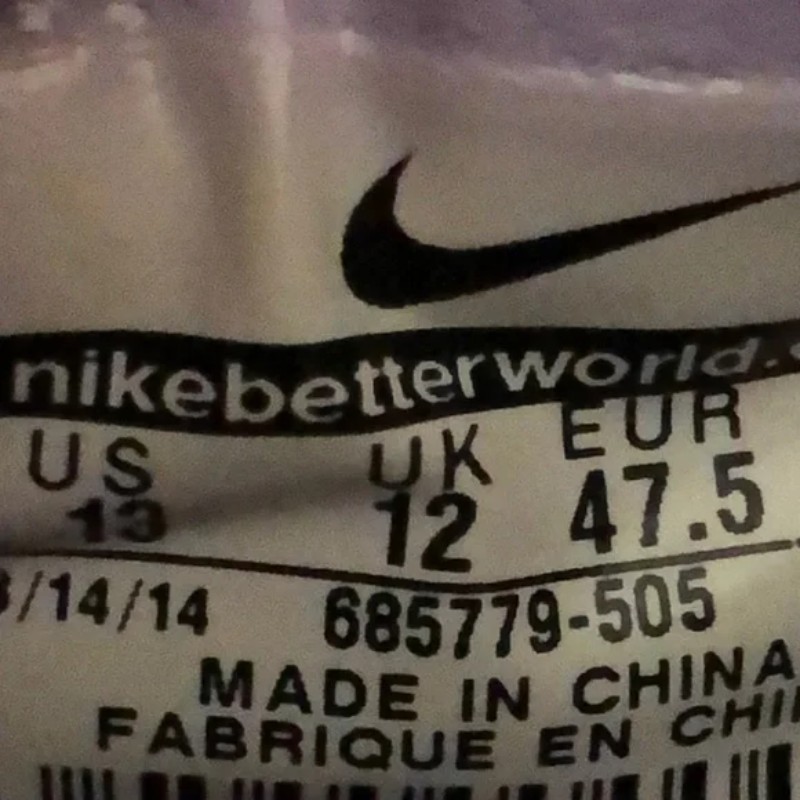 nikebetterworld.
US UK EUR
13 12 47.5
/14/14 685779-505
MADE IN CHINA
FABRIQUE EN CHI